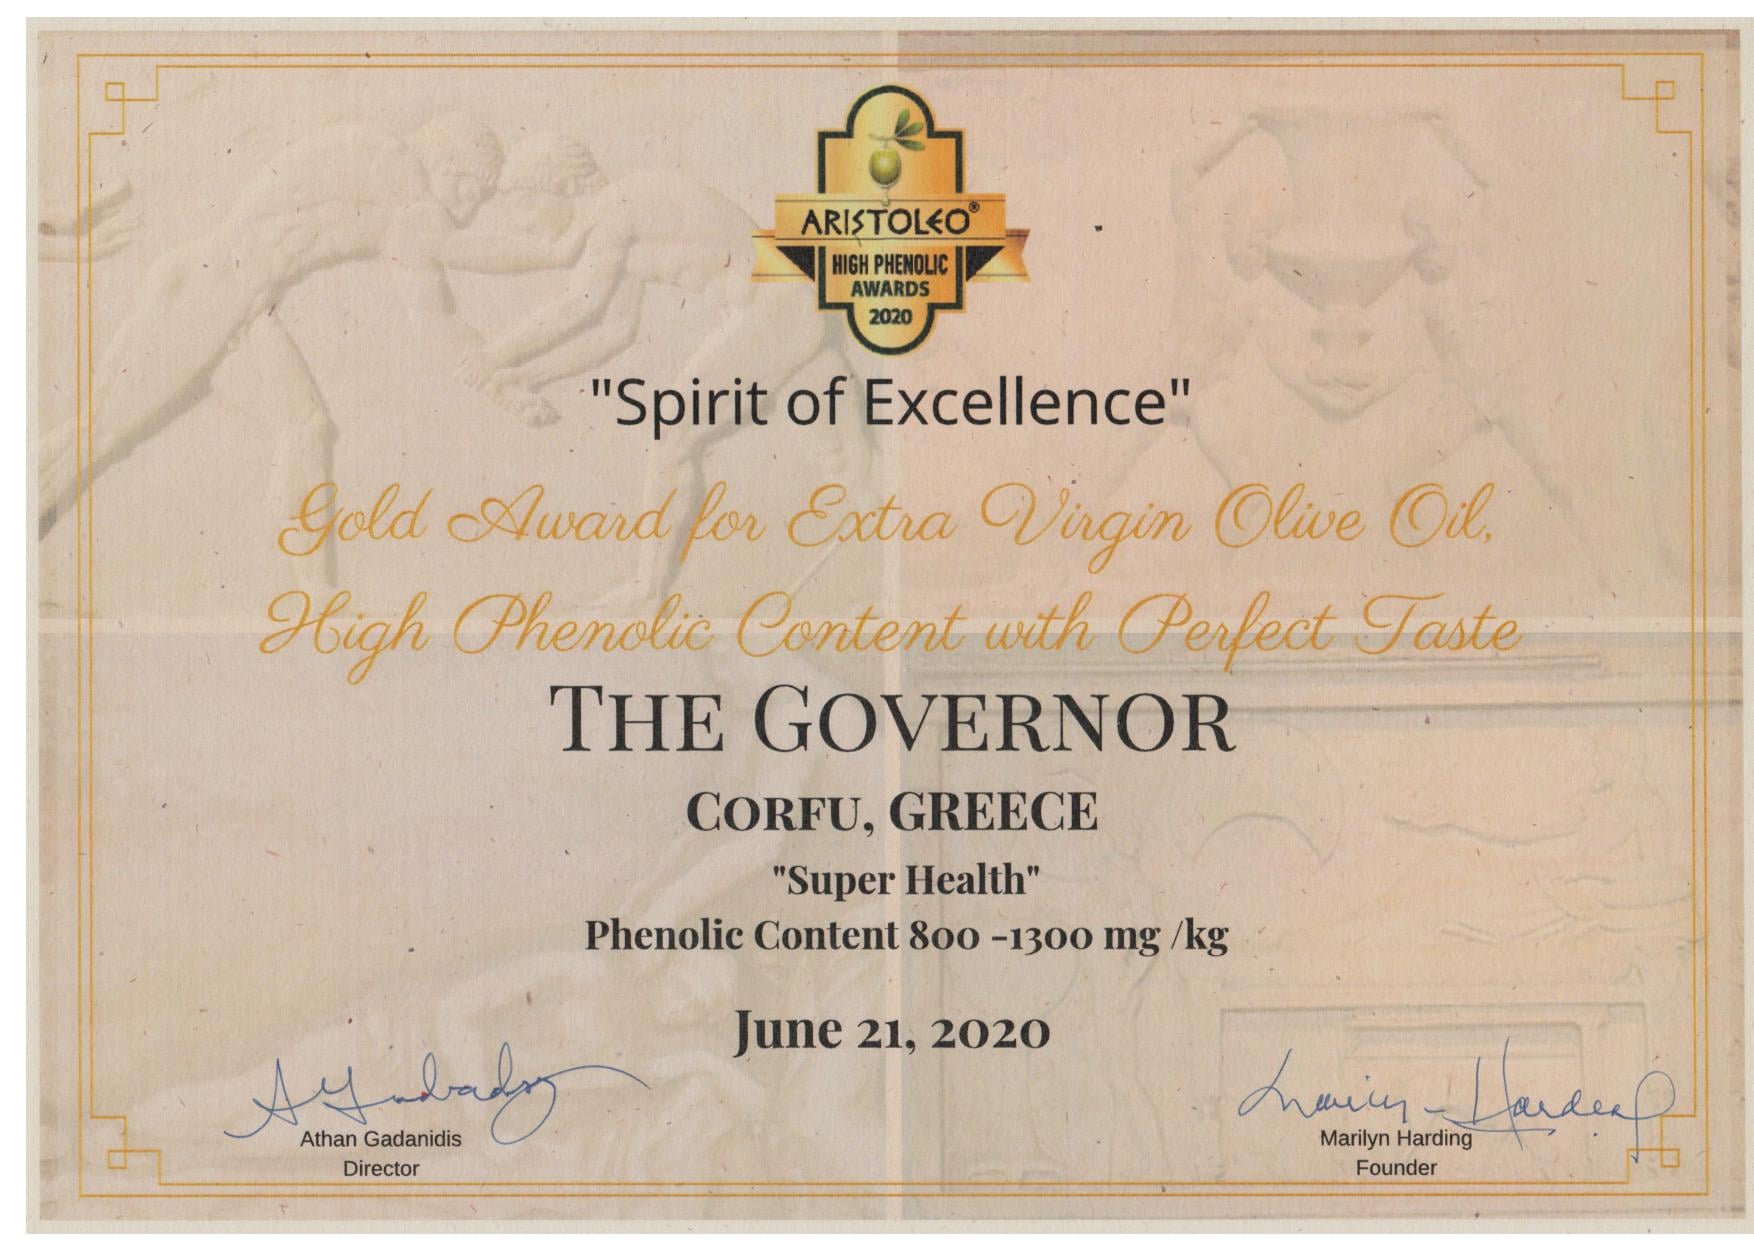 ARISTOLEO®
HIGH PHENOLIC
AWARDS
2020
"Spirit of Excellence"
Gold Award for Extra Virgin Olive Oil,
High Phenolic Content with Perfect Taste
THE GOVERNOR
CORFU, GREECE
"Super Health"
Phenolic Content 800 -1300 mg /kg
June 21, 2020
Athan Gadanidis
Director
Marilyn Harding
Founder